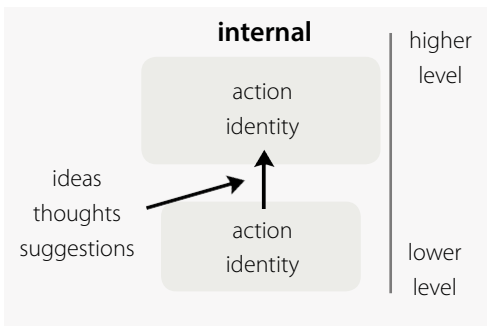 internal
higher
level
action
identity
ideas
thoughts
suggestions
action
identity
lower
level